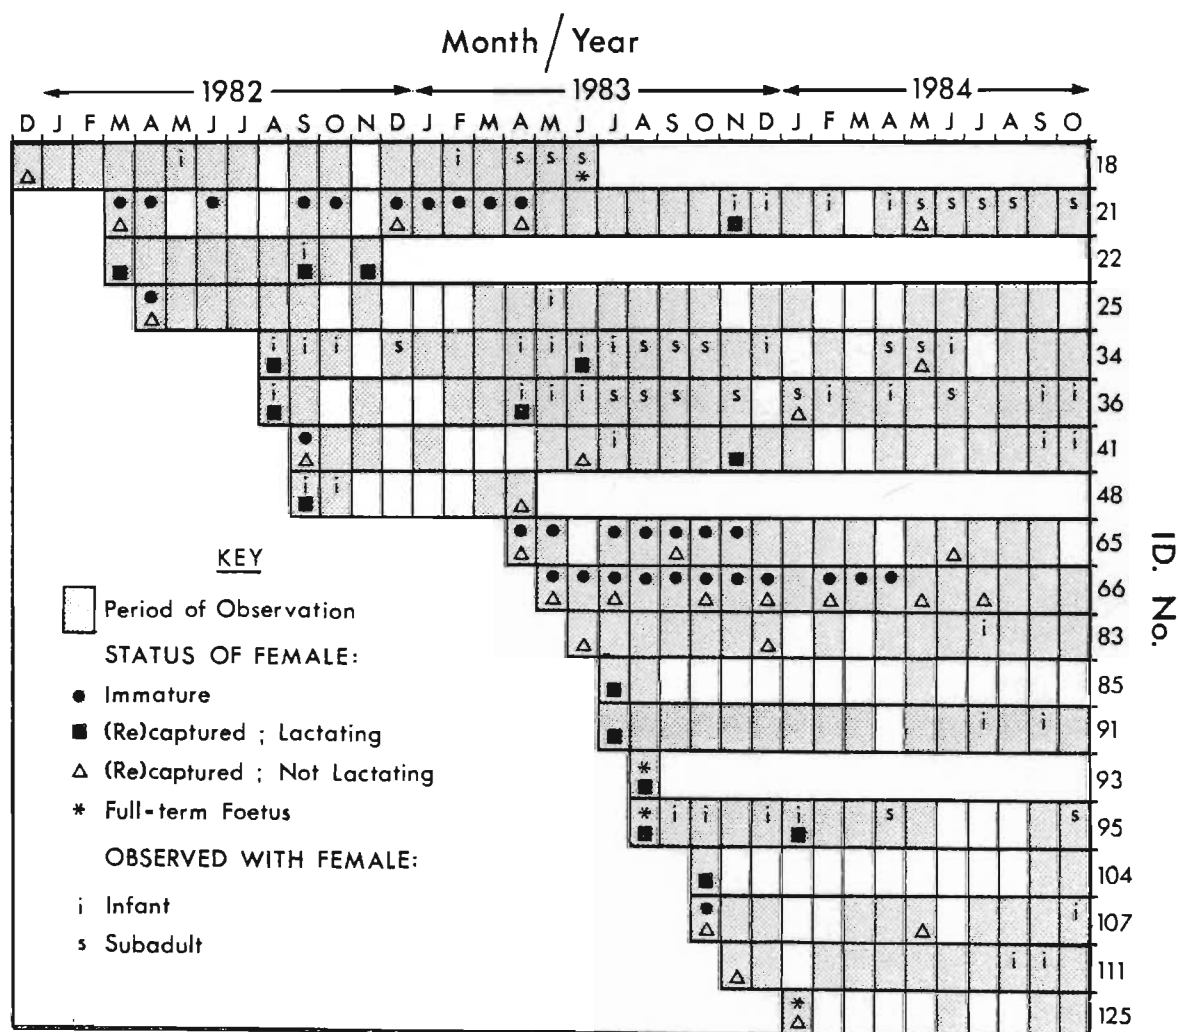 Month / Year
1982 1983 1984
D J F M A M J J A S O N D J F M A M J J A S O N D J F M A M J J A S O
i i s s s 18
△ *
● ● ● ● ● ● ● ● ● ● i i i i s s s s s 21
△ △ △ ■ △
i 22
■ ■ ■
● i 25
△
i i i s i i i i s s s i s s i 34
■ ■ △
i i i i s s s s s i i s i i 36
■ ■ △
● i i i 41
△ △ ■
i i 48
■ △
● ● ● ● ● ● ● 65
△ △ △
● ● ● ● ● ● ● ● ● ● ● 66
△ △ △ △ △ △ △
i 83
△ △
85
■
i i 91
■
* 93
■
* i i i i s s 95
■ ■
104
■
● i 107
△ △
i i 111
△
* 125
△
ID. No.
KEY
Period of Observation
STATUS OF FEMALE:
● Immature
■ (Re)captured ; Lactating
△ (Re)captured ; Not Lactating
* Full-term Foetus
OBSERVED WITH FEMALE:
i Infant
s Subadult